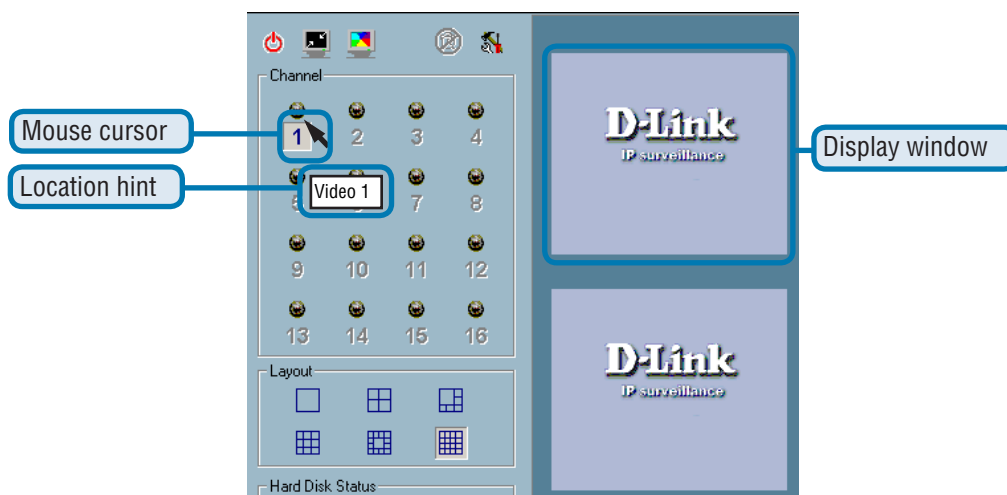 Channel
1 2 3 4
Mouse cursor
Location hint
Video 1
7 8
9 10 11 12
13 14 15 16
Layout
Hard Disk Status
D-Link
IP surveillance
Display window
D-Link
IP surveillance